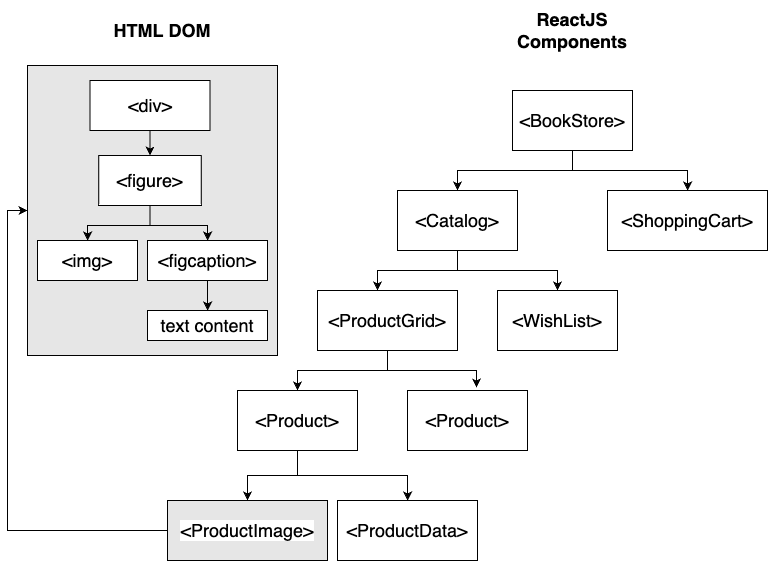 HTML DOM
<div>
<figure>
<img>
<figcaption>
text content
ReactJS
Components
<BookStore>
<Catalog>
<ShoppingCart>
<ProductGrid>
<WishList>
<Product>
<Product>
<ProductImage>
<ProductData>